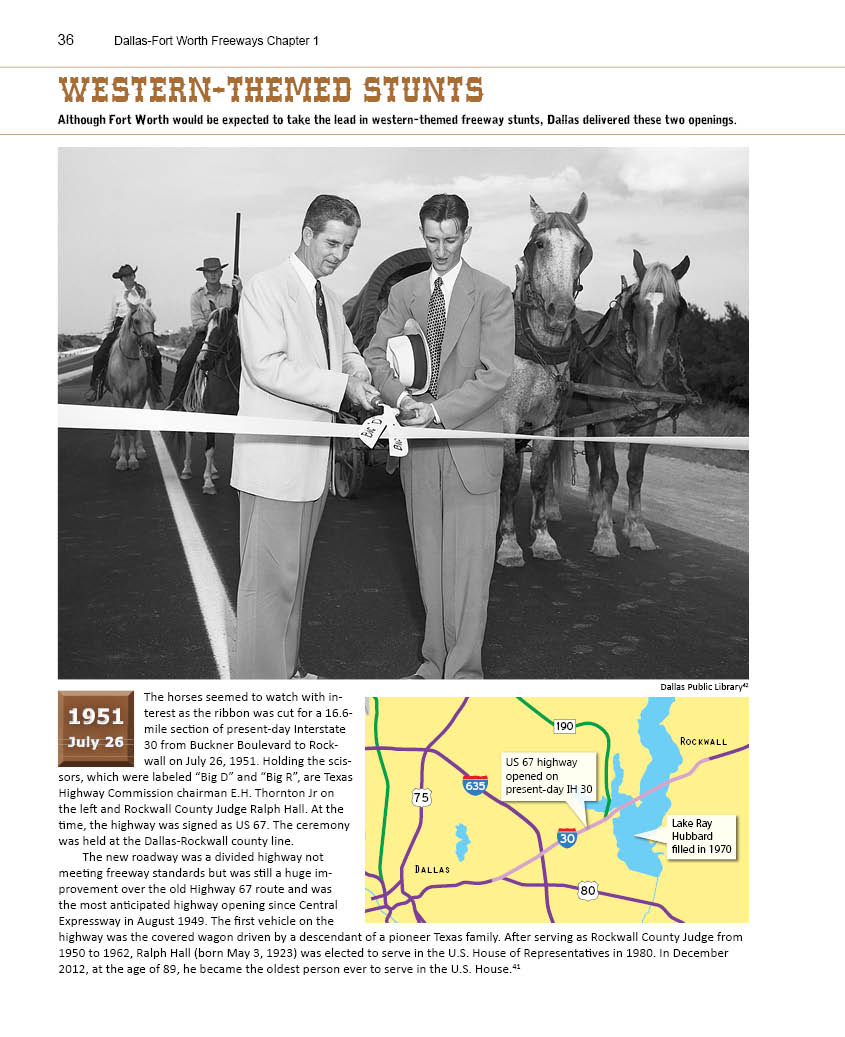 36 Dallas-Fort Worth Freeways Chapter 1
WESTERN-THEMED STUNTS
Although Fort Worth would be expected to take the lead in western-themed freeway stunts, Dallas delivered these two openings.
BIG D
BIG
Dallas Public Library⁴²
1951
July 26
The horses seemed to watch with in-
terest as the ribbon was cut for a 16.6-
mile section of present-day Interstate
30 from Buckner Boulevard to Rock-
wall on July 26, 1951. Holding the scis-
sors, which were labeled “Big D” and “Big R”, are Texas
Highway Commission chairman E.H. Thornton Jr on
the left and Rockwall County Judge Ralph Hall. At the
time, the highway was signed as US 67. The ceremony
was held at the Dallas-Rockwall county line.
The new roadway was a divided highway not
meeting freeway standards but was still a huge im-
provement over the old Highway 67 route and was
the most anticipated highway opening since Central
Expressway in August 1949. The first vehicle on the
highway was the covered wagon driven by a descendant of a pioneer Texas family. After serving as Rockwall County Judge from
1950 to 1962, Ralph Hall (born May 3, 1923) was elected to serve in the U.S. House of Representatives in 1980. In December
2012, at the age of 89, he became the oldest person ever to serve in the U.S. House.⁴¹
190
ROCKWALL
US 67 highway
opened on
present-day IH 30
635
75
30
Lake Ray
Hubbard
filled in 1970
DALLAS
80